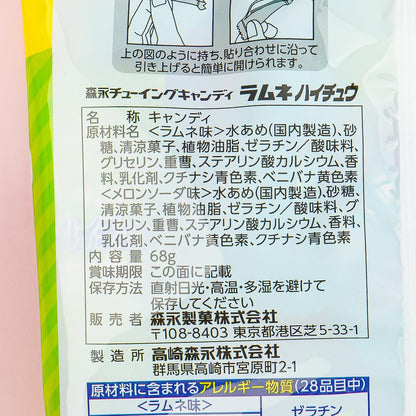 上の図のように持ち、貼り合わせに沿って
引き上げると簡単に開けられます。
森永チューイングキャンディ ラムネハイチュウ
名 称 キャンディ
原材料名 <ラムネ味>水あめ(国内製造)、砂
糖、清涼菓子、植物油脂、ゼラチン/酸味料、
グリセリン、重曹、ステアリン酸カルシウム、香
料、乳化剤、クチナシ青色素、ベニバナ黄色素
<メロンソーダ味>水あめ(国内製造)、砂糖、
清涼菓子、植物油脂、ゼラチン/酸味料、グリ
セリン、重曹、ステアリン酸カルシウム、香料、
乳化剤、ベニバナ黄色素、クチナシ青色素
内 容 量 68g
賞味期限 この面に記載
保存方法 直射日光・高温・多湿を避けて
保存してください
販 売 者 森永製菓株式会社
〒108-8403 東京都港区芝5-33-1
製 造 所 高崎森永株式会社
群馬県高崎市宮原町2-1
原材料に含まれるアレルギー物質(28品目中)
<ラムネ味> ゼラチン